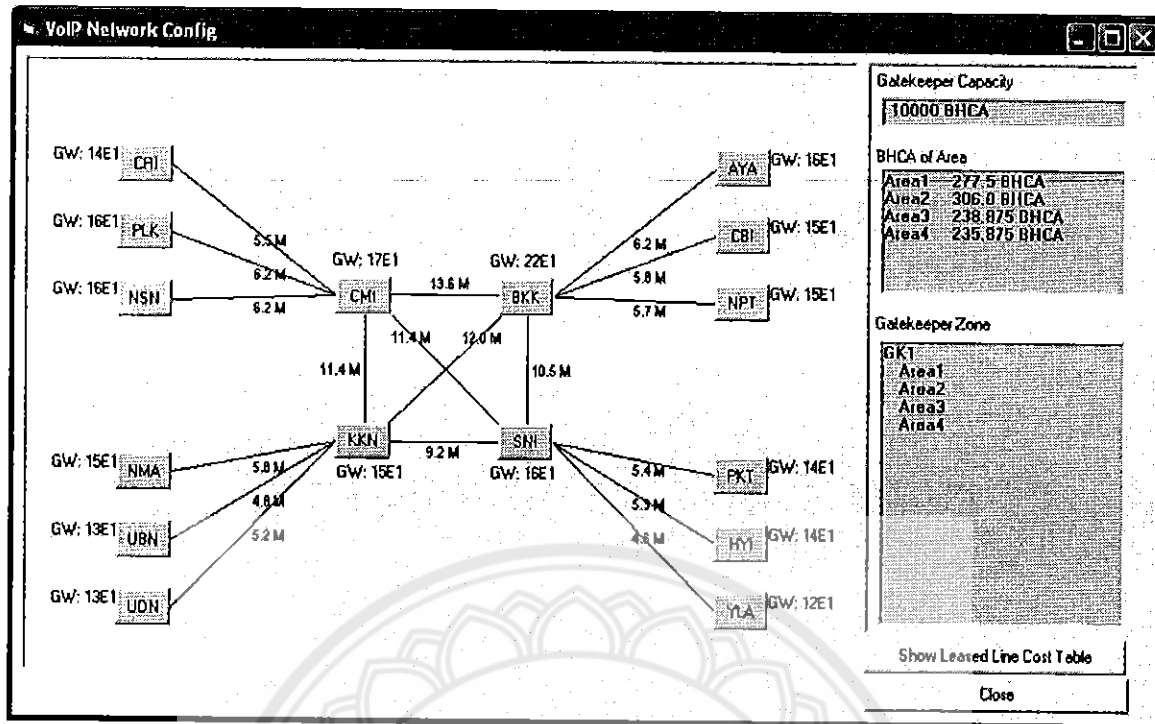 VoIP Network Config
GW: 14E1 CRI
GW: 16E1 PLK
GW: 16E1 NSN
5.5 M
6.2 M
6.2 M
GW: 17E1
CMI
13.6 M
GW: 22E1
BKK
AYA GW: 16E1
CBI GW: 15E1
NPT GW: 15E1
6.2 M
5.8 M
5.7 M
11.4 M
12.0 M
11.4 M
10.5 M
KKN
GW: 15E1
9.2 M
SNI
GW: 16E1
GW: 15E1 NMA
GW: 13E1 UBN
GW: 13E1 UDN
5.8 M
4.8 M
5.2 M
5.4 M
5.3 M
4.6 M
PKT GW: 14E1
HYI GW: 14E1
YLA GW: 12E1
Gatekeeper Capacity
10000 BHCA
BHCA of Area
Area1 277.5 BHCA
Area2 306.0 BHCA
Area3 238.875 BHCA
Area4 235.875 BHCA
Gatekeeper Zone
GK1
Area1
Area2
Area3
Area4
Show Leased Line Cost Table
Close